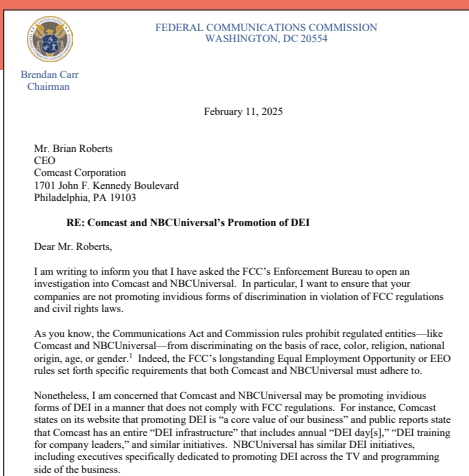 FEDERAL COMMUNICATIONS COMMISSION
WASHINGTON, DC 20554
Brendan Carr
Chairman
February 11, 2025
Mr. Brian Roberts
CEO
Comcast Corporation
1701 John F. Kennedy Boulevard
Philadelphia, PA 19103
RE: Comcast and NBCUniversal’s Promotion of DEI
Dear Mr. Roberts,
I am writing to inform you that I have asked the FCC’s Enforcement Bureau to open an
investigation into Comcast and NBCUniversal. In particular, I want to ensure that your
companies are not promoting invidious forms of discrimination in violation of FCC regulations
and civil rights laws.
As you know, the Communications Act and Commission rules prohibit regulated entities—like
Comcast and NBCUniversal—from discriminating on the basis of race, color, religion, national
origin, age, or gender.¹ Indeed, the FCC’s longstanding Equal Employment Opportunity or EEO
rules set forth specific requirements that both Comcast and NBCUniversal must adhere to.
Nonetheless, I am concerned that Comcast and NBCUniversal may be promoting invidious
forms of DEI in a manner that does not comply with FCC regulations. For instance, Comcast
states on its website that promoting DEI is “a core value of our business” and public reports state
that Comcast has an entire “DEI infrastructure” that includes annual “DEI day[s],” “DEI training
for company leaders,” and similar initiatives. NBCUniversal has similar DEI initiatives,
including executives specifically dedicated to promoting DEI across the TV and programming
side of the business.